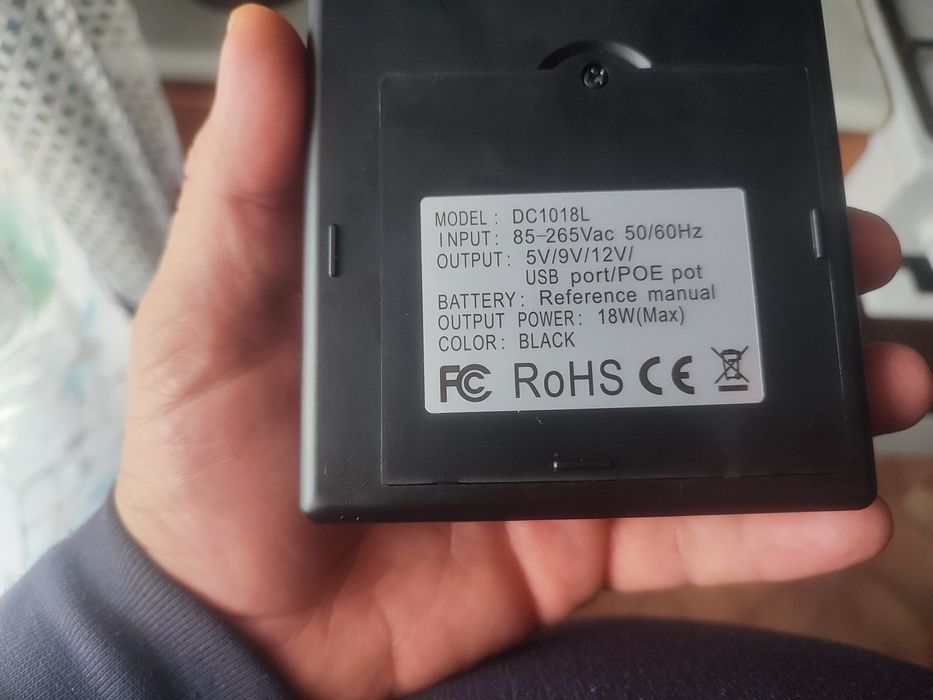 MODEL: DC1018L
INPUT: 85-265Vac 50/60Hz
OUTPUT: 5V/9V/12V/
USB port/POE pot
BATTERY: Reference manual
OUTPUT POWER: 18W(Max)
COLOR: BLACK
FC RoHS CE